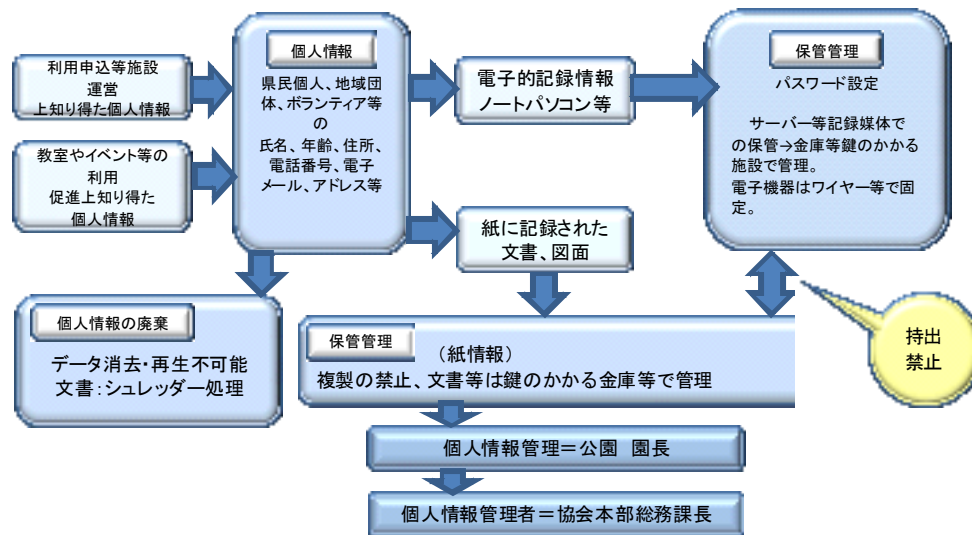 利用申込等施設
運営
上知り得た個人情報
教室やイベント等の
利用
促進上知り得た
個人情報
個人情報
県民個人、地域団
体、ボランティア等
の
氏名、年齢、住所、
電話番号、電子
メール、アドレス等
電子的記録情報
ノートパソコン等
紙に記録された
文書、図面
保管管理
パスワード設定
サーバー等記録媒体で
の保管→金庫等鍵のかかる
施設で管理。
電子機器はワイヤー等で固
定。
持出
禁止
個人情報の廃棄
データ消去・再生不可能
文書：シュレッダー処理
保管管理
（紙情報）
複製の禁止、文書等は鍵のかかる金庫等で管理
個人情報管理＝公園　園長
個人情報管理者＝協会本部総務課長